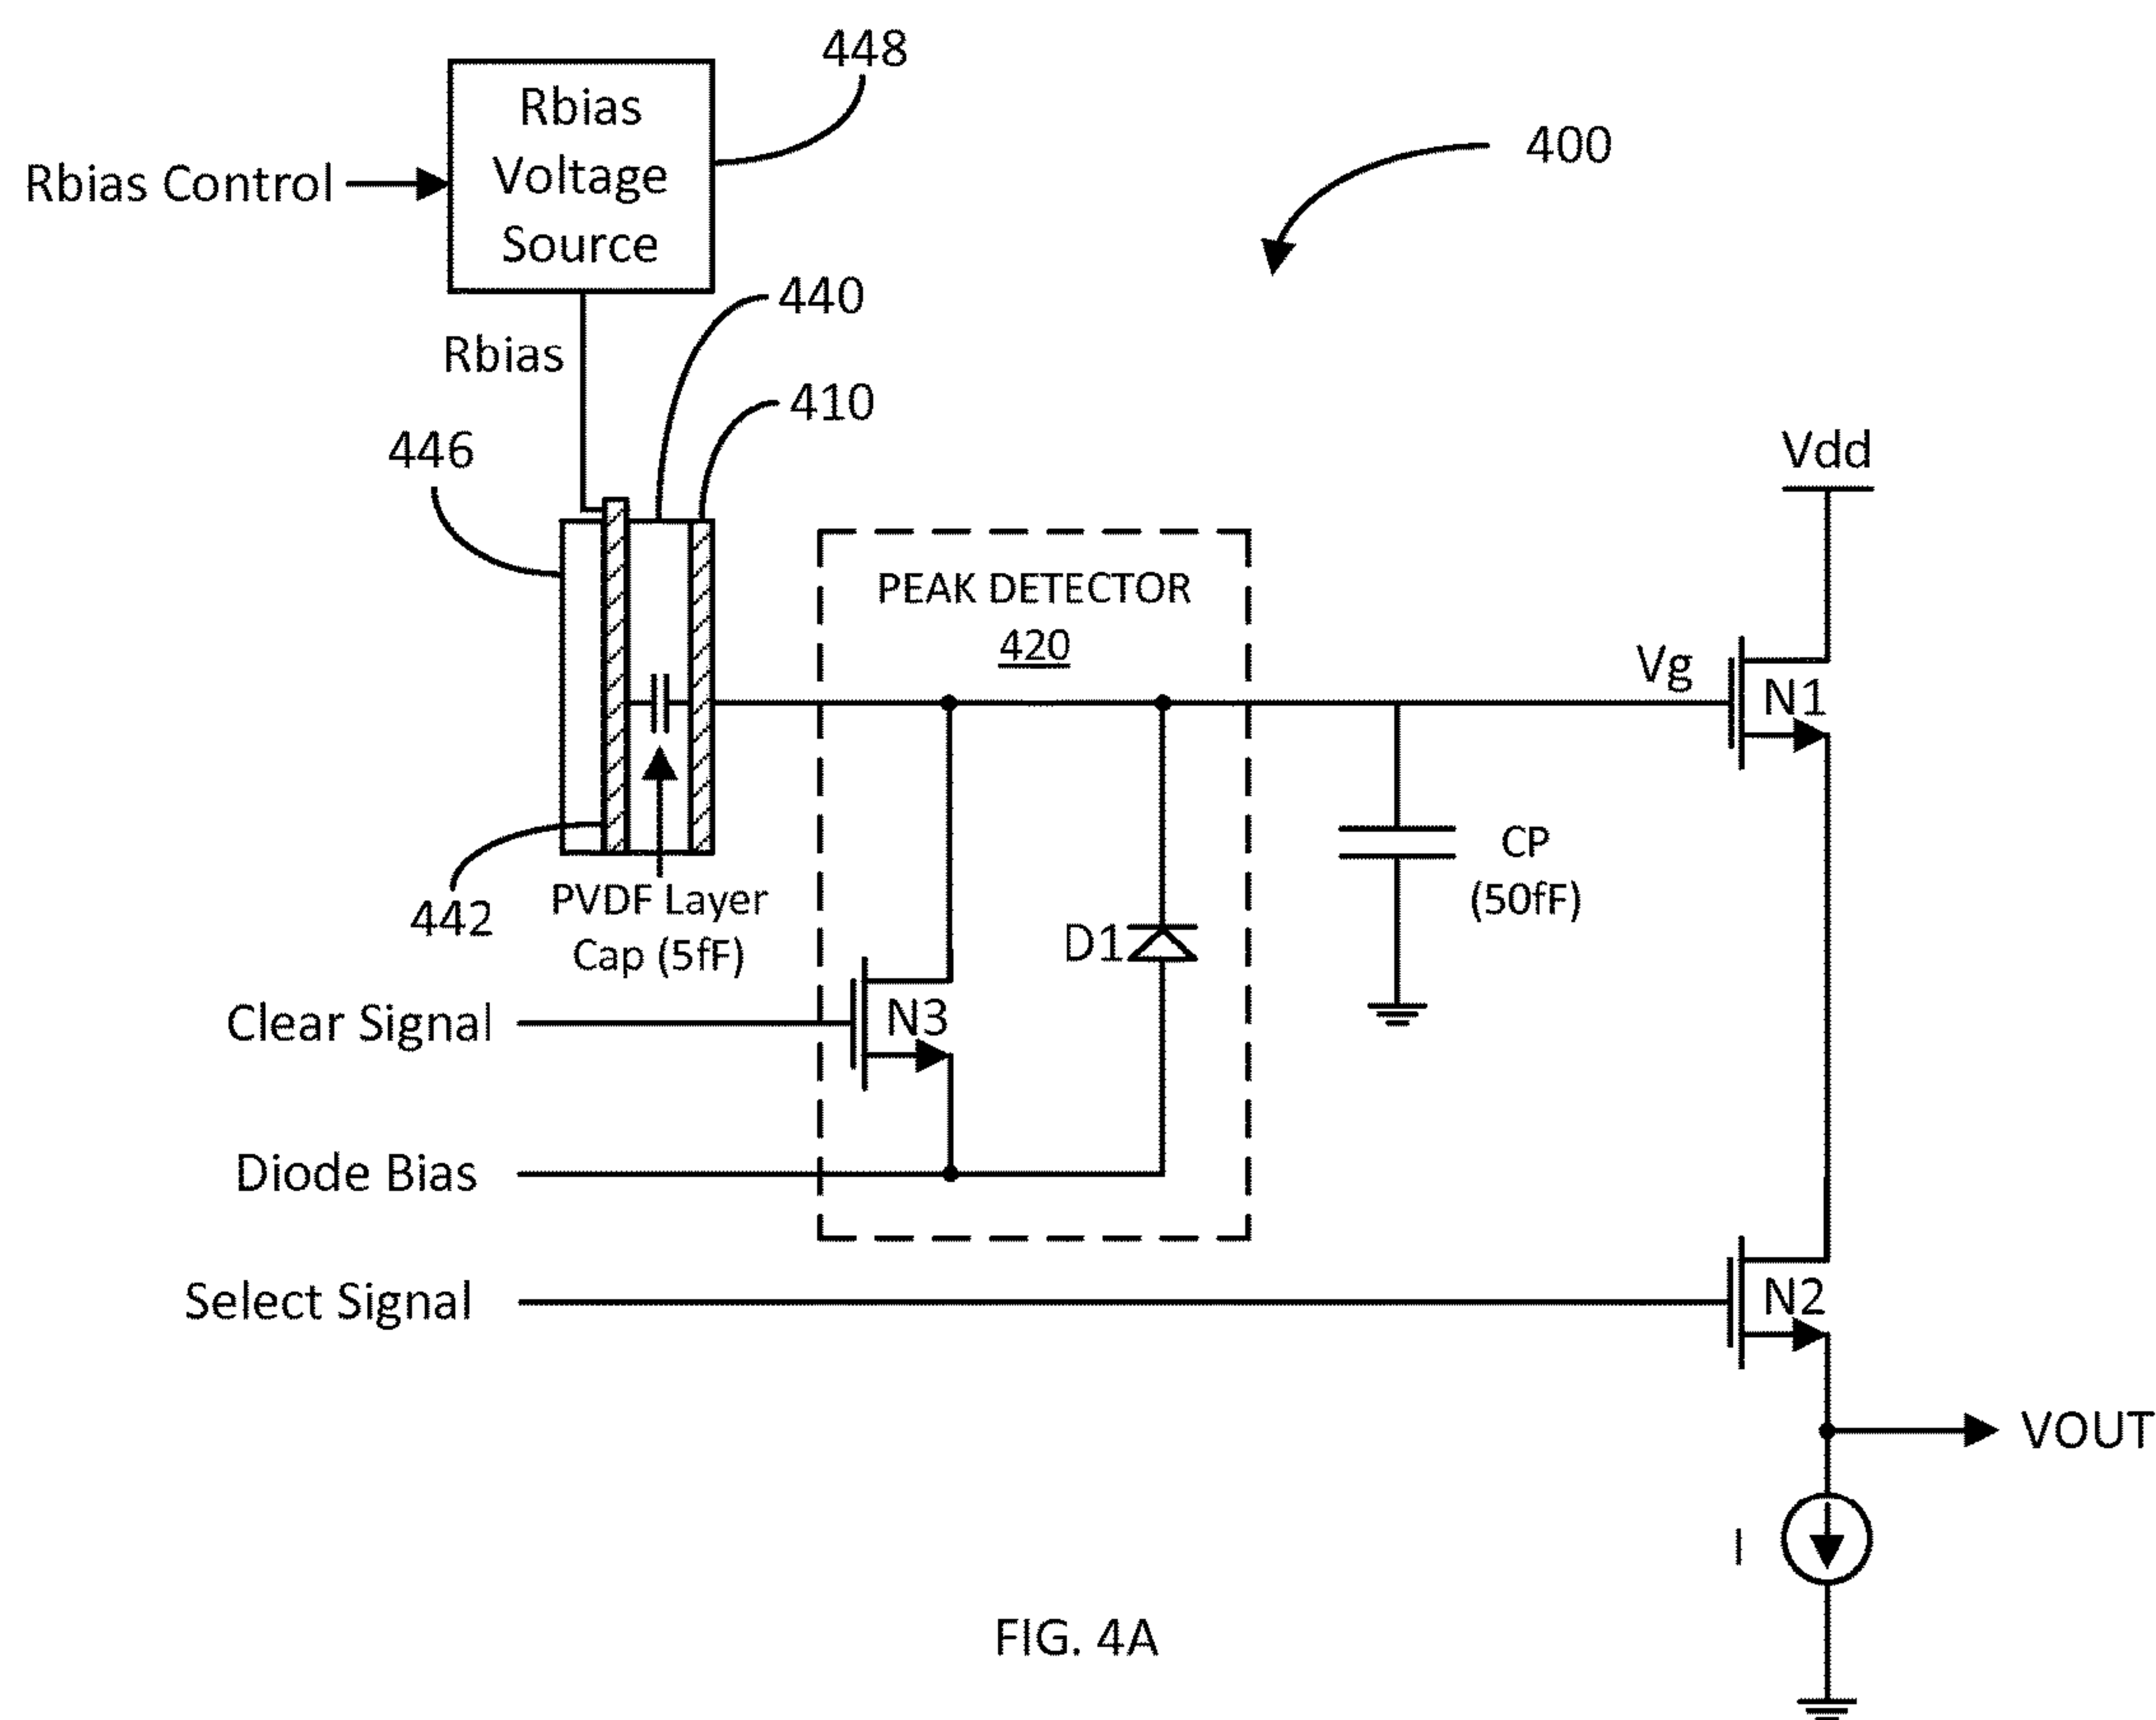 448
Rbias
Voltage
Source
400
Rbias Control
440
Rbias
410
446
Vdd
PEAK DETECTOR
420
Vg
N1
CP
(50fF)
442
PVDF Layer
Cap (5fF)
D1
Clear Signal
N3
Diode Bias
Select Signal
N2
VOUT
I
FIG. 4A